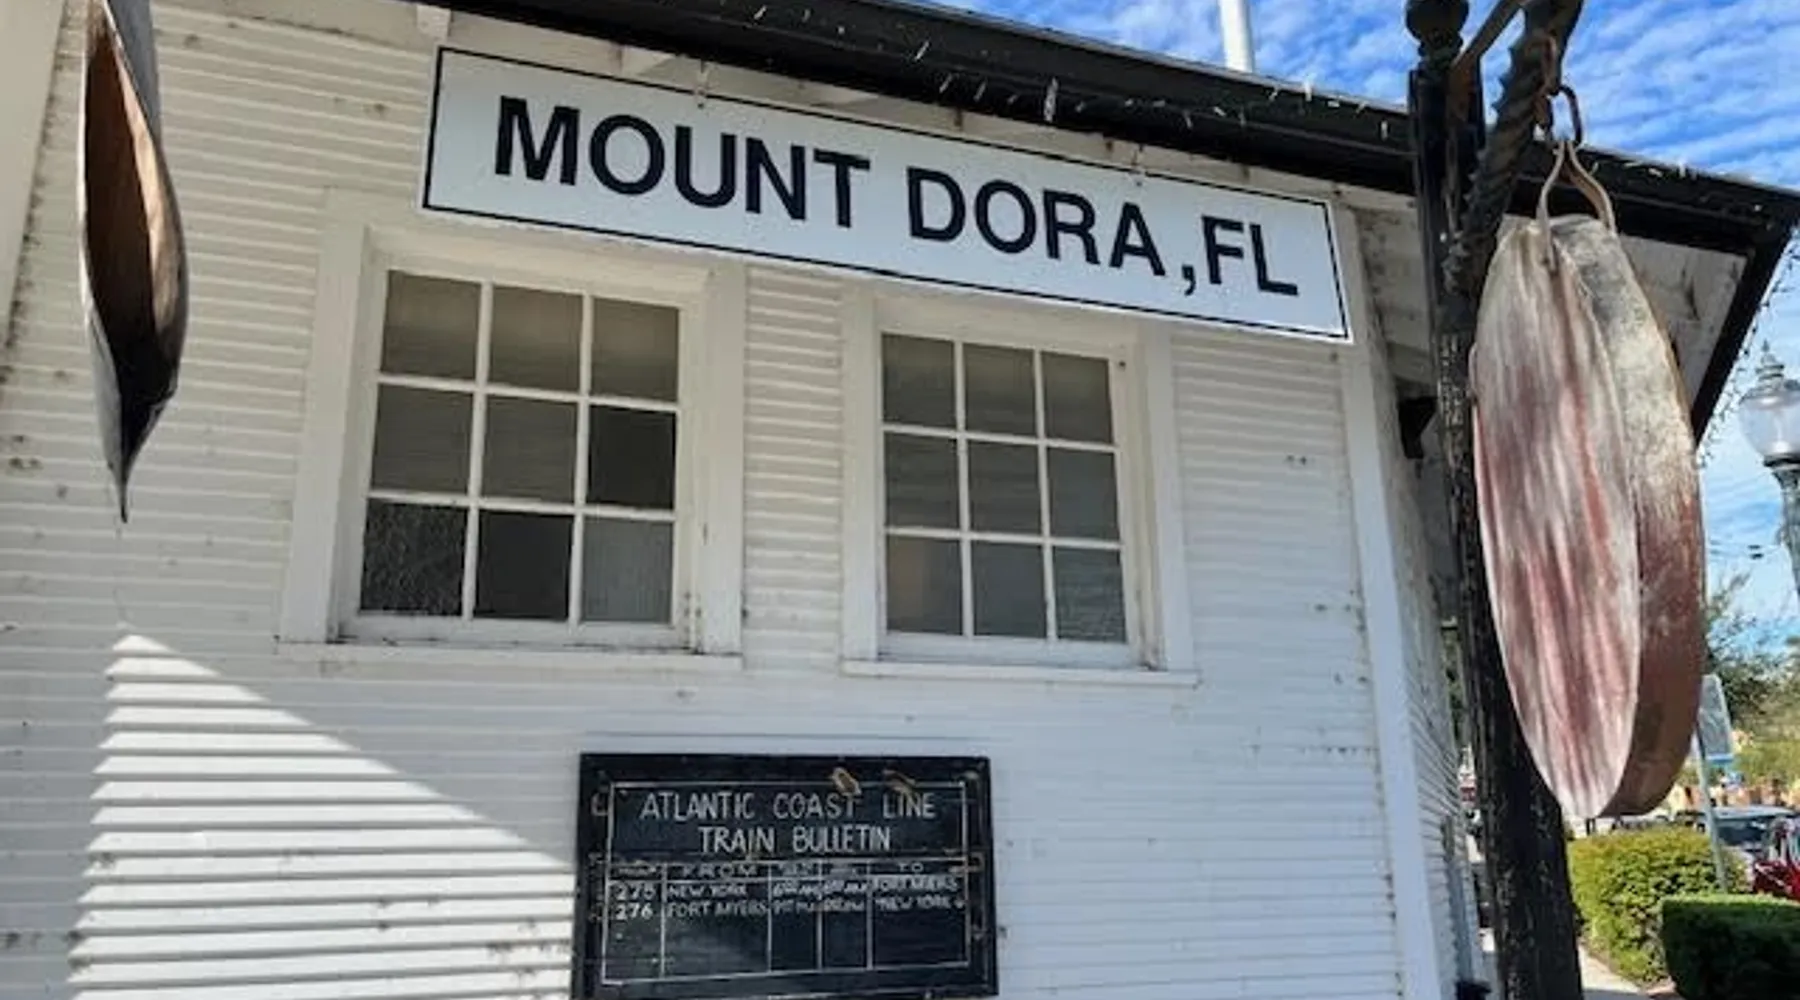 MOUNT DORA, FL
ATLANTIC COAST LINE
TRAIN BULLETIN
FROM TO
275 NEW YORK FORT MYERS
276 FORT MYERS NEW YORK